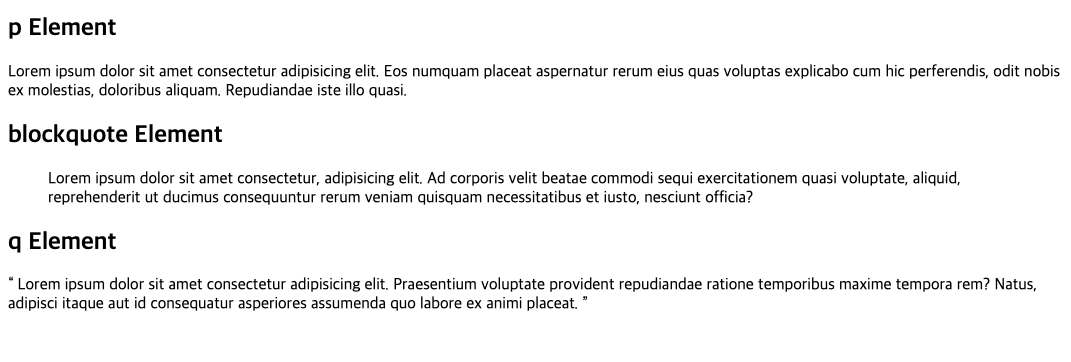 p Element
Lorem ipsum dolor sit amet consectetur adipisicing elit. Eos numquam placeat aspernatur rerum eius quas voluptas explicabo cum hic perferendis, odit nobis
ex molestias, doloribus aliquam. Repudiandae iste illo quasi.
blockquote Element
Lorem ipsum dolor sit amet consectetur, adipisicing elit. Ad corporis velit beatae commodi sequi exercitationem quasi voluptate, aliquid,
reprehenderit ut ducimus consequuntur rerum veniam quisquam necessitatibus et iusto, nesciunt officia?
q Element
“ Lorem ipsum dolor sit amet consectetur adipisicing elit. Praesentium voluptate provident repudiandae ratione temporibus maxime tempora rem? Natus,
adipisci itaque aut id consequatur asperiores assumenda quo labore ex animi placeat. ”